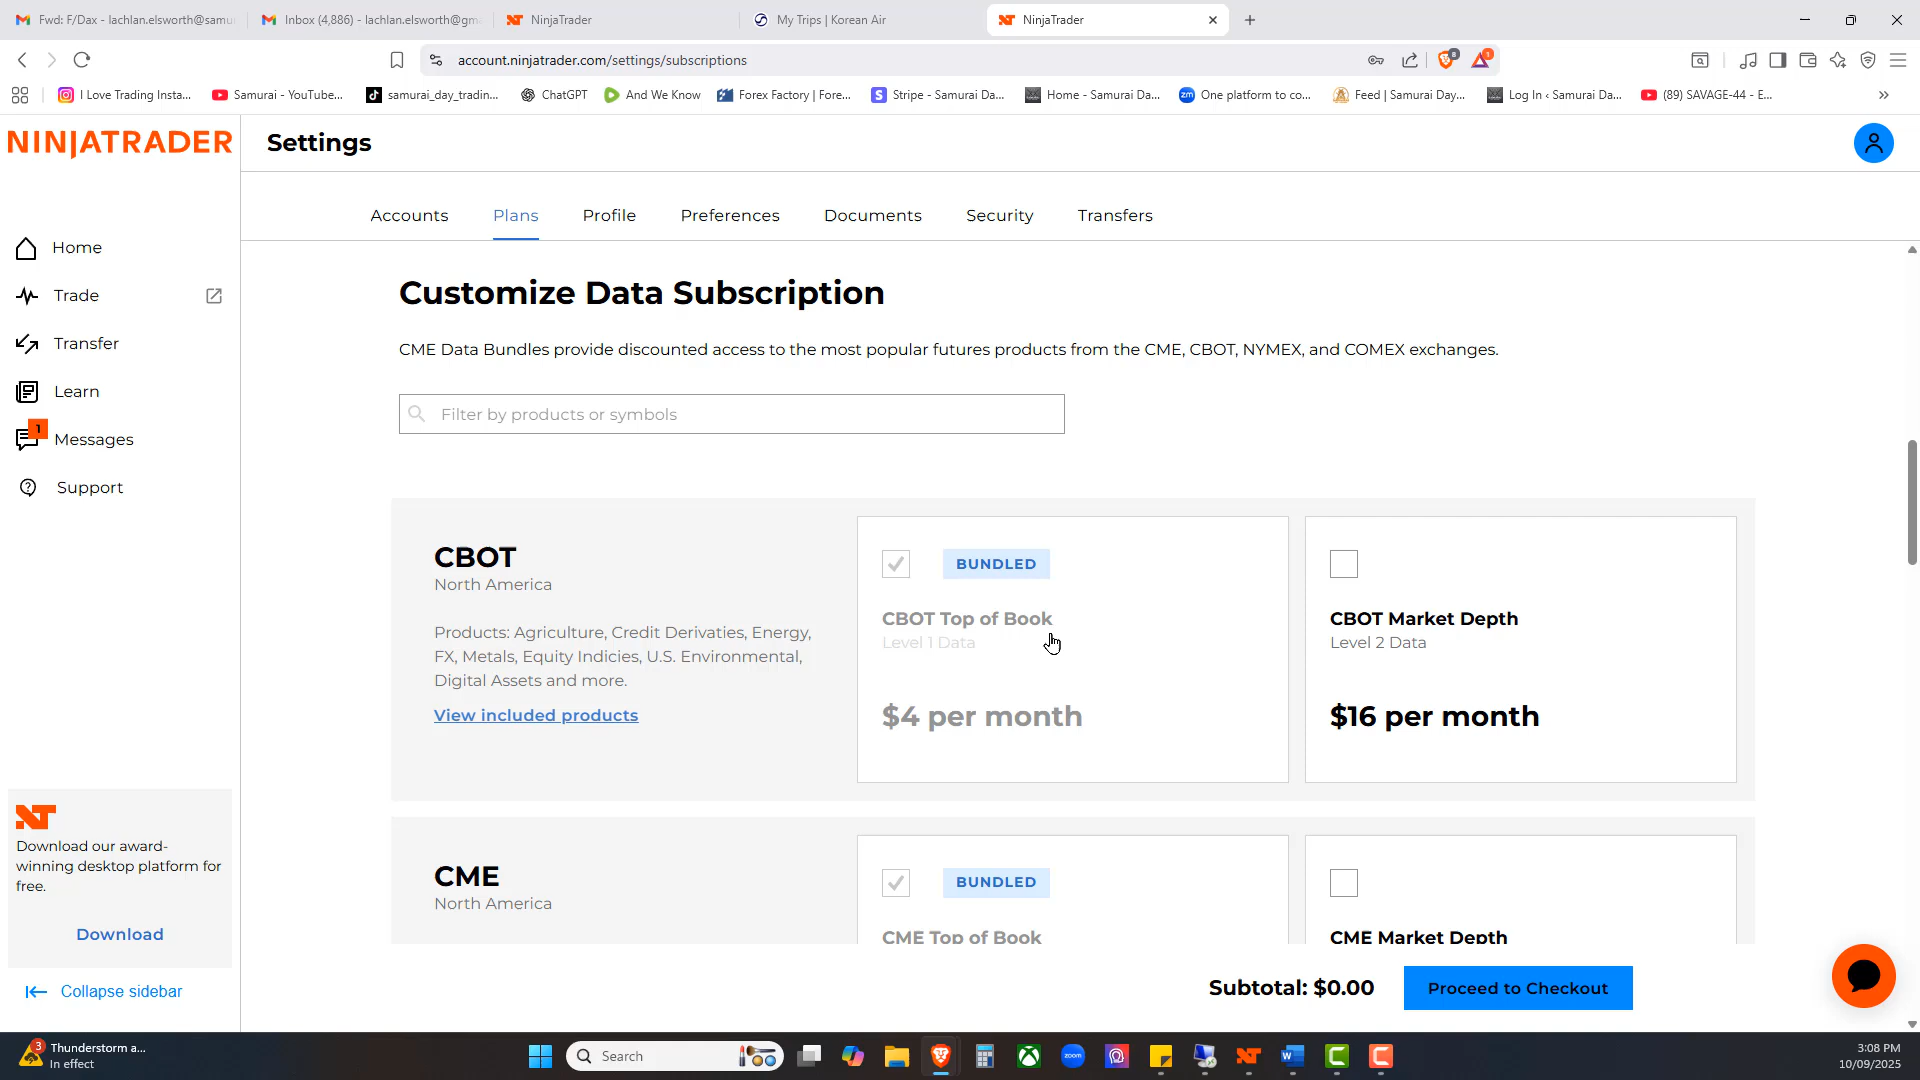 Fwd: F/Dax - lachlan.elsworth@samu
Inbox (4,886) - lachlan.elsworth@gm
NinjaTrader
My Trips | Korean Air
NinjaTrader
account.ninjatrader.com/settings/subscriptions
8
1
I Love Trading Insta...
Samurai - YouTube...
samurai_day_tradin...
ChatGPT
And We Know
Forex Factory | Fore...
Stripe - Samurai Da...
Home - Samurai Da...
One platform to co...
Feed | Samurai Day...
Log In ‹ Samurai Da...
(89) SAVAGE-44 - E...
NINJATRADER
Settings
Accounts
Plans
Profile
Preferences
Documents
Security
Transfers
Home
Trade
Transfer
Learn
1
Messages
Support
Download our award-
winning desktop platform for
free.
Download
Collapse sidebar
Customize Data Subscription
CME Data Bundles provide discounted access to the most popular futures products from the CME, CBOT, NYMEX, and COMEX exchanges.
Filter by products or symbols
CBOT
North America
Products: Agriculture, Credit Derivaties, Energy,
FX, Metals, Equity Indicies, U.S. Environmental,
Digital Assets and more.
View included products
BUNDLED
CBOT Top of Book
Level 1 Data
$4 per month
CBOT Market Depth
Level 2 Data
$16 per month
CME
North America
BUNDLED
CME Top of Book
CME Market Depth
Subtotal: $0.00
Proceed to Checkout
3
Thunderstorm a...
In effect
Search
zoom
3:08 PM
10/09/2025